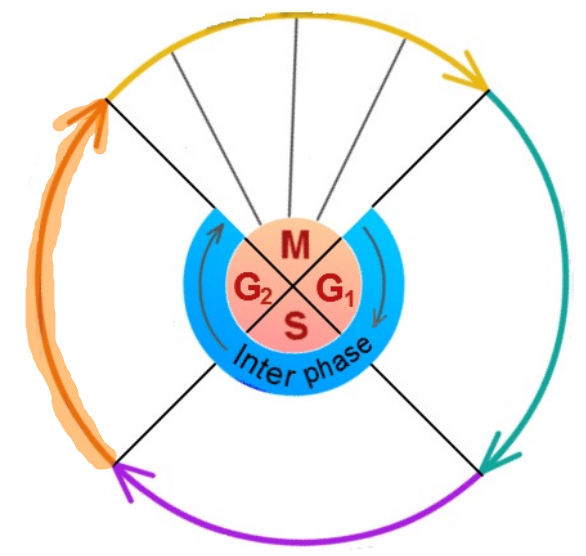 M
G₂ G₁
S
Inter phase